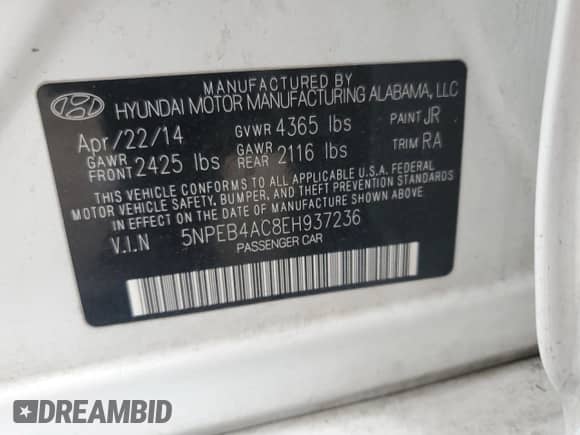 MANUFACTURED BY
HYUNDAI MOTOR MANUFACTURING ALABAMA, LLC
Apr/22/14 GVWR 4365 lbs PAINT JR
GAWR FRONT 2425 lbs GAWR REAR 2116 lbs TRIM RA
THIS VEHICLE CONFORMS TO ALL APPLICABLE U.S.A. FEDERAL
MOTOR VEHICLE SAFETY, BUMPER, AND THEFT PREVENTION STANDARDS
IN EFFECT ON THE DATE OF MANUFACTURE SHOWN ABOVE.
V.I.N 5NPEB4AC8EH937236
PASSENGER CAR
DREAMBID